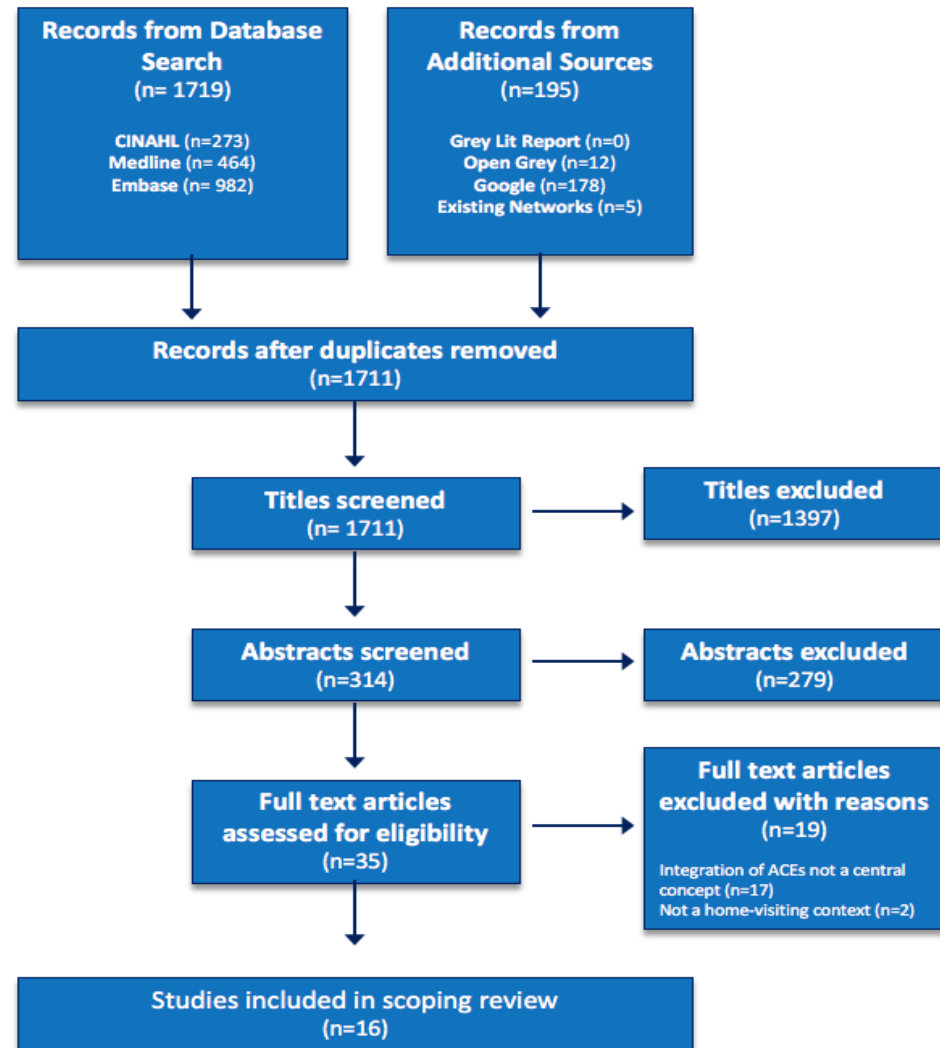 Records from Database
Search
(n= 1719)
CINAHL (n=273)
Medline (n= 464)
Embase (n= 982)
Records from
Additional Sources
(n=195)
Grey Lit Report (n=0)
Open Grey (n=12)
Google (n=178)
Existing Networks (n=5)
Records after duplicates removed
(n=1711)
Titles screened
(n= 1711)
Titles excluded
(n=1397)
Abstracts screened
(n=314)
Abstracts excluded
(n=279)
Full text articles
assessed for eligibility
(n=35)
Full text articles
excluded with reasons
(n=19)
Integration of ACEs not a central
concept (n=17)
Not a home-visiting context (n=2)
Studies included in scoping review
(n=16)